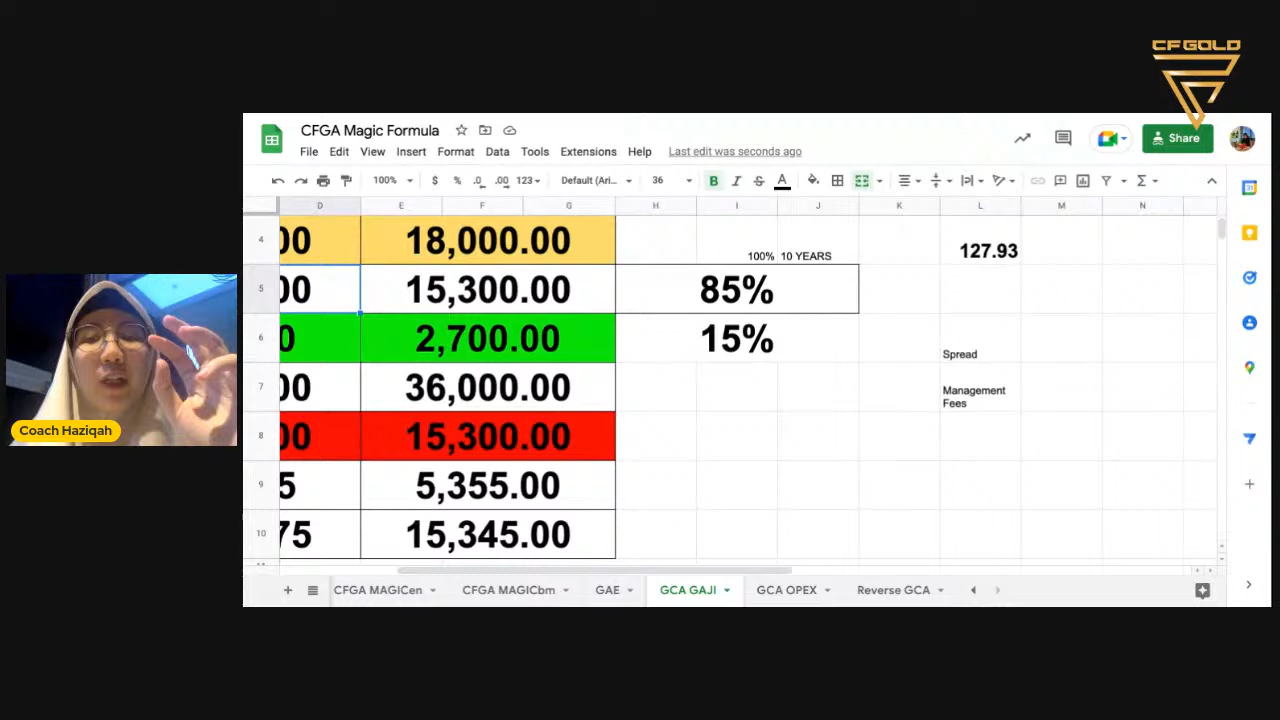 CFGOLD
CFGA Magic Formula
Share
File Edit View Insert Format Data Tools Extensions Help Last edit was seconds ago
100% $ % .0 .00 123 Default (Ari... 36 B I S A
D E F G H I J K L M N
4 00 18,000.00 100% 10 YEARS 127.93
5 00 15,300.00 85%
6 0 2,700.00 15% Spread
7 00 36,000.00 Management
Fees
8 00 15,300.00
9 5 5,355.00
10 75 15,345.00
Coach Haziqah
CFGA MAGICen CFGA MAGICbm GAE GCA GAJI GCA OPEX Reverse GCA